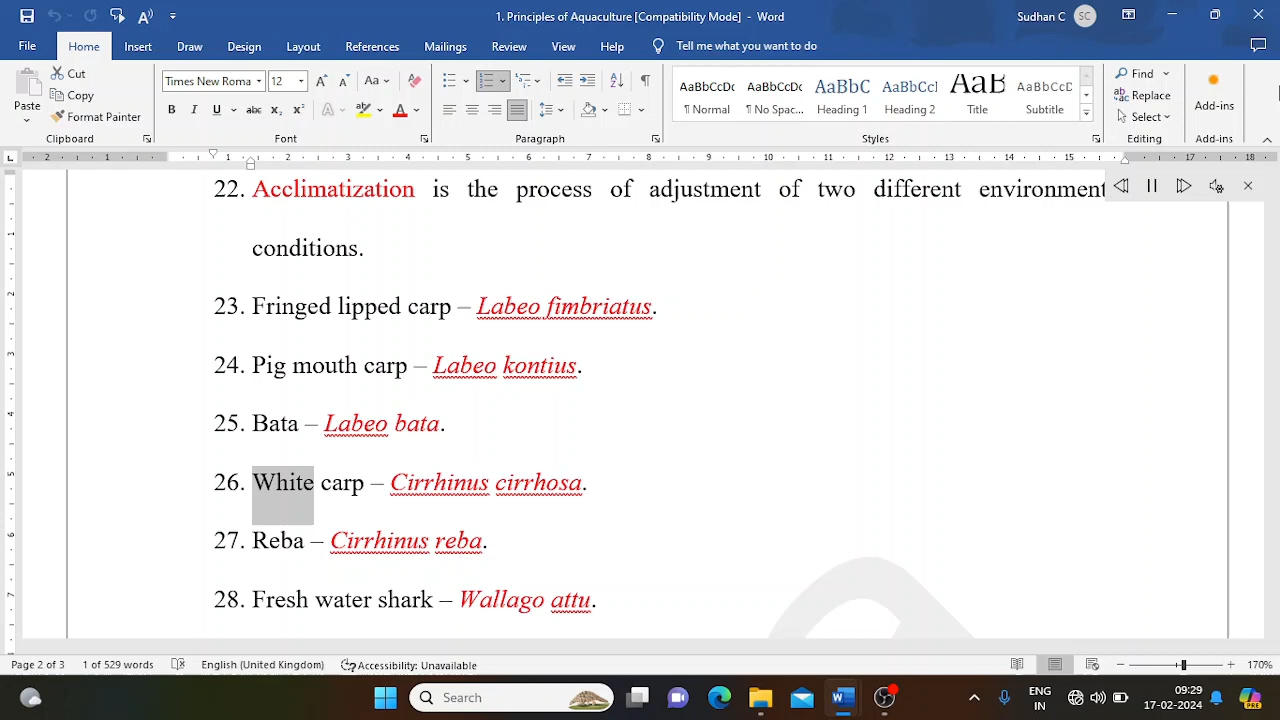 1. Principles of Aquaculture [Compatibility Mode] - Word
Sudhan C
SC
File Home Insert Draw Design Layout References Mailings Review View Help Tell me what you want to do
Paste
Cut
Copy
Format Painter
Clipboard
Times New Roma
12
Font
Paragraph
AaBbCcDc
¶ Normal
AaBbCcDc
¶ No Spac...
AaBbC
Heading 1
AaBbCcl
Heading 2
AaB
Title
AaBbCcDc
Subtitle
Styles
Find
Replace
Select
Editing
Add-ins
Add-ins
22. Acclimatization is the process of adjustment of two different environment
conditions.
23. Fringed lipped carp – Labeo fimbriatus.
24. Pig mouth carp – Labeo kontius.
25. Bata – Labeo bata.
26. White carp – Cirrhinus cirrhosa.
27. Reba – Cirrhinus reba.
28. Fresh water shark – Wallago attu.
Page 2 of 3 1 of 529 words English (United Kingdom) Accessibility: Unavailable 170%
Search
ENG
IN
19:29
17-02-2024
PRE